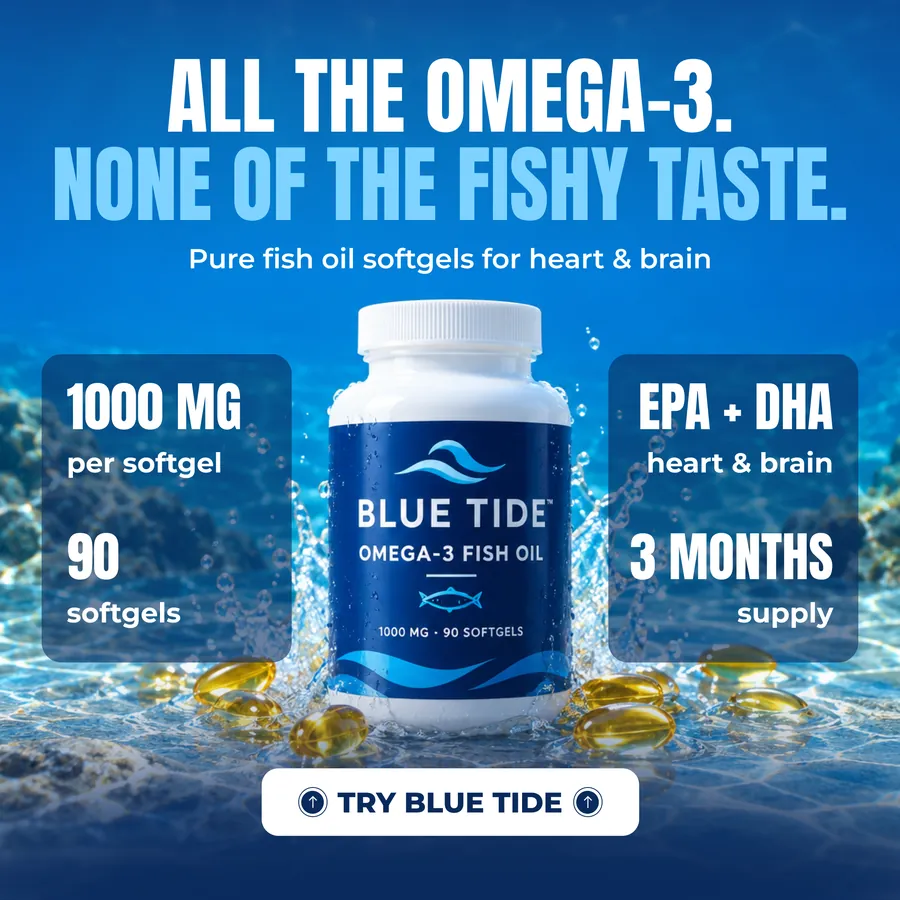 ALL THE OMEGA-3.
NONE OF THE FISHY TASTE.
Pure fish oil softgels for heart & brain
1000 MG
per softgel
90
softgels
BLUE TIDE™
OMEGA-3 FISH OIL
1000 MG • 90 SOFTGELS
EPA + DHA
heart & brain
3 MONTHS
supply
TRY BLUE TIDE